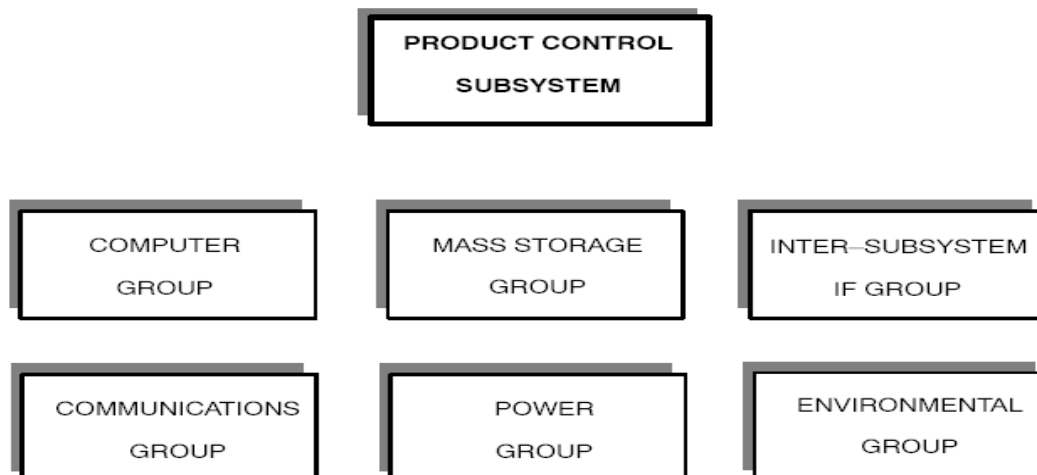 PRODUCT CONTROL
SUBSYSTEM
COMPUTER
GROUP
MASS STORAGE
GROUP
INTER–SUBSYSTEM
IF GROUP
COMMUNICATIONS
GROUP
POWER
GROUP
ENVIRONMENTAL
GROUP